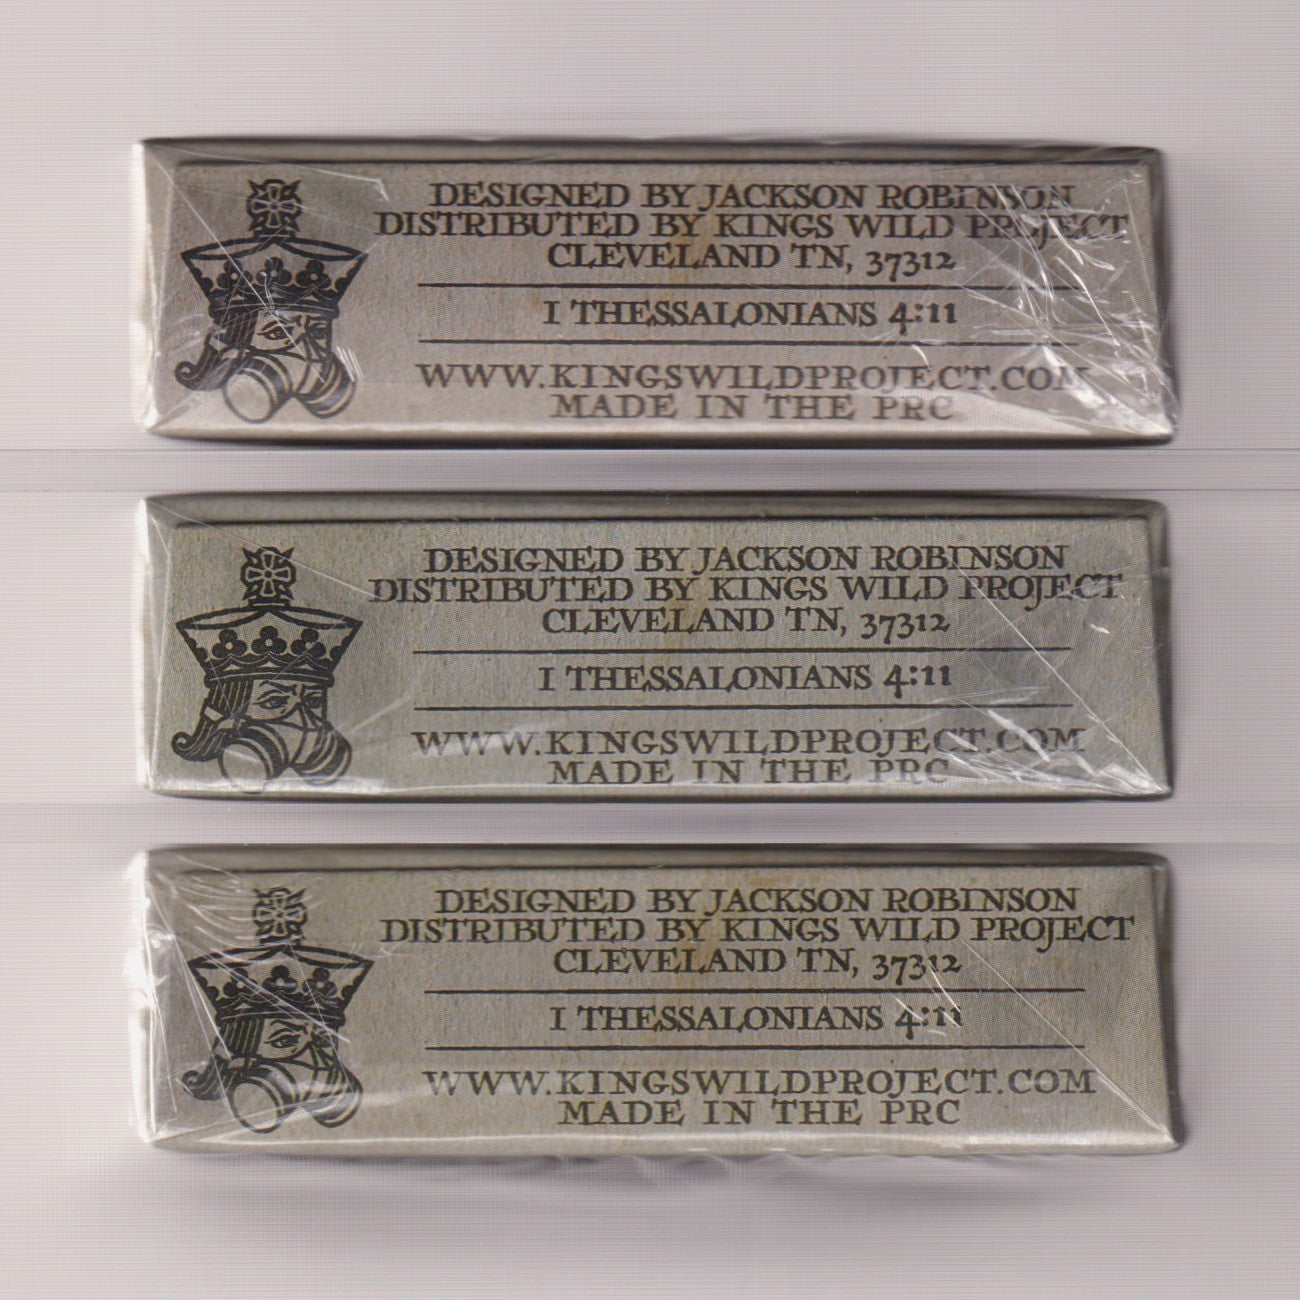 DESIGNED BY JACKSON ROBINSON
DISTRIBUTED BY KINGS WILD PROJECT
CLEVELAND TN, 37312
I THESSALONIANS 4:11
WWW.KINGSWILDPROJECT.COM
MADE IN THE PRC
DESIGNED BY JACKSON ROBINSON
DISTRIBUTED BY KINGS WILD PROJECT
CLEVELAND TN, 37312
I THESSALONIANS 4:11
WWW.KINGSWILDPROJECT.COM
MADE IN THE PRC
DESIGNED BY JACKSON ROBINSON
DISTRIBUTED BY KINGS WILD PROJECT
CLEVELAND TN, 37312
I THESSALONIANS 4:11
WWW.KINGSWILDPROJECT.COM
MADE IN THE PRC